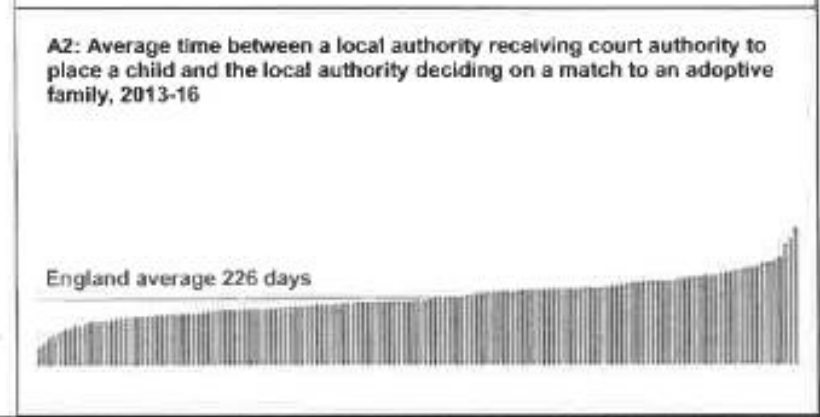 A2: Average time between a local authority receiving court authority to
place a child and the local authority deciding on a match to an adoptive
family, 2013-16
England average 226 days